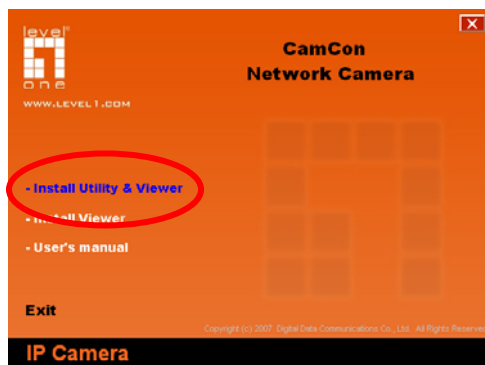 level
one
www.LEVEL1.com
CamCon
Network Camera
- Install Utility & Viewer
- Install Viewer
- User's manual
Exit
Copyright (c) 2007 Digital Data Communications Co., Ltd. All Rights Reserved
IP Camera